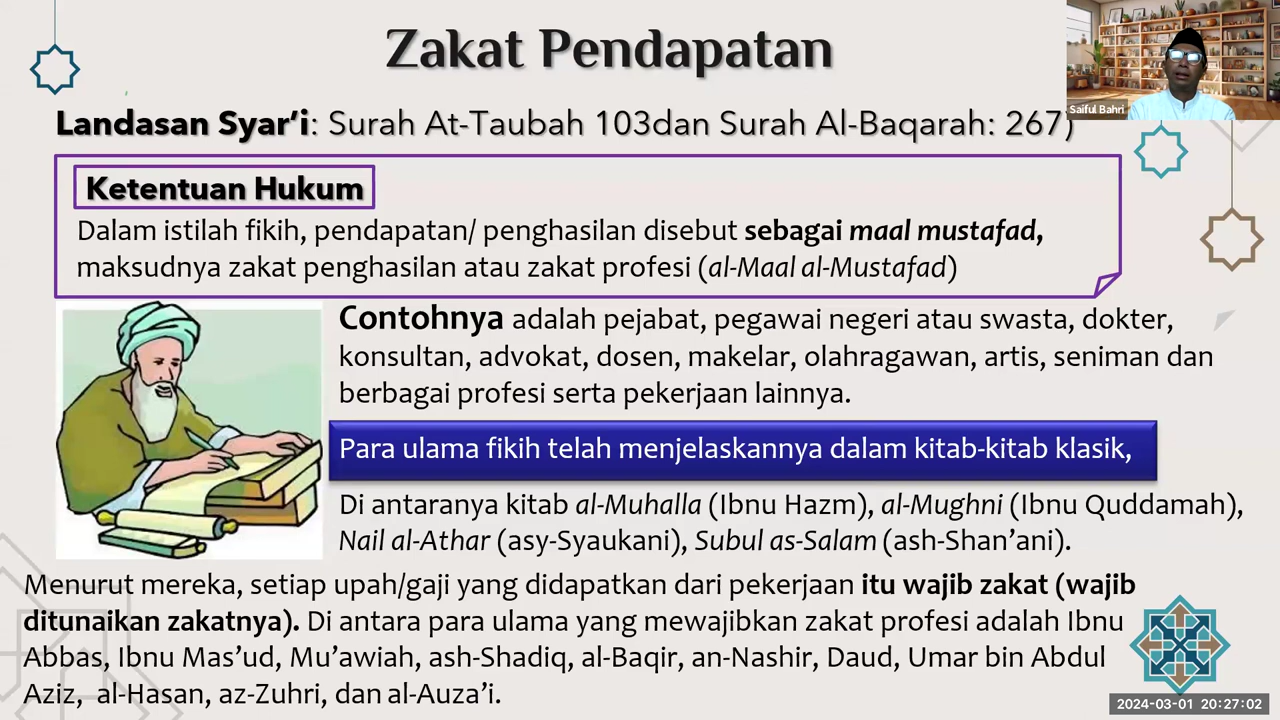 Zakat Pendapatan
Saiful Bahri
Landasan Syar’i: Surah At-Taubah 103dan Surah Al-Baqarah: 267)
Ketentuan Hukum
Dalam istilah fikih, pendapatan/ penghasilan disebut sebagai maal mustafad,
maksudnya zakat penghasilan atau zakat profesi (al-Maal al-Mustafad)
Contohnya adalah pejabat, pegawai negeri atau swasta, dokter,
konsultan, advokat, dosen, makelar, olahragawan, artis, seniman dan
berbagai profesi serta pekerjaan lainnya.
Para ulama fikih telah menjelaskannya dalam kitab-kitab klasik,
Di antaranya kitab al-Muhalla (Ibnu Hazm), al-Mughni (Ibnu Quddamah),
Nail al-Athar (asy-Syaukani), Subul as-Salam (ash-Shan’ani).
Menurut mereka, setiap upah/gaji yang didapatkan dari pekerjaan itu wajib zakat (wajib
ditunaikan zakatnya). Di antara para ulama yang mewajibkan zakat profesi adalah Ibnu
Abbas, Ibnu Mas’ud, Mu’awiah, ash-Shadiq, al-Baqir, an-Nashir, Daud, Umar bin Abdul
Aziz, al-Hasan, az-Zuhri, dan al-Auza’i.
2024-03-01 20:27:02